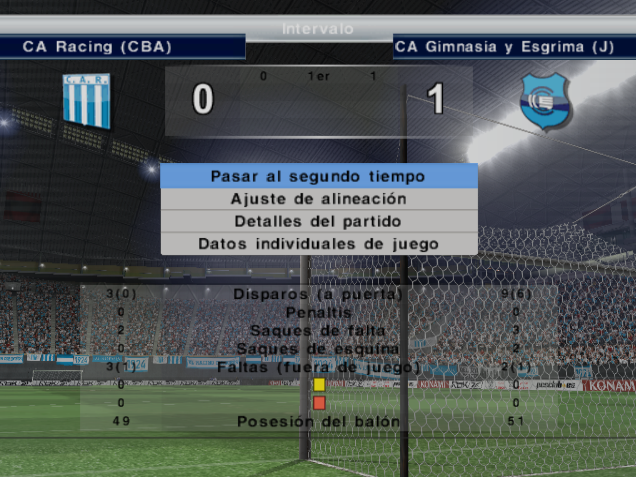 Intervalo
CA Racing (CBA)
CA Gimnasia y Esgrima (J)
C. A. R.
0 0 1er 1 1
Pasar al segundo tiempo
Ajuste de alineación
Detalles del partido
Datos individuales de juego
3(0) Disparos (a puerta) 9(6)
0 Penaltis 0
2 Saques de falta 3
0 Saques de esquina 2
3(1) Faltas (fuera de juego) 2(1)
0 0
0 0
49 Posesión del balón 51
KONAMI